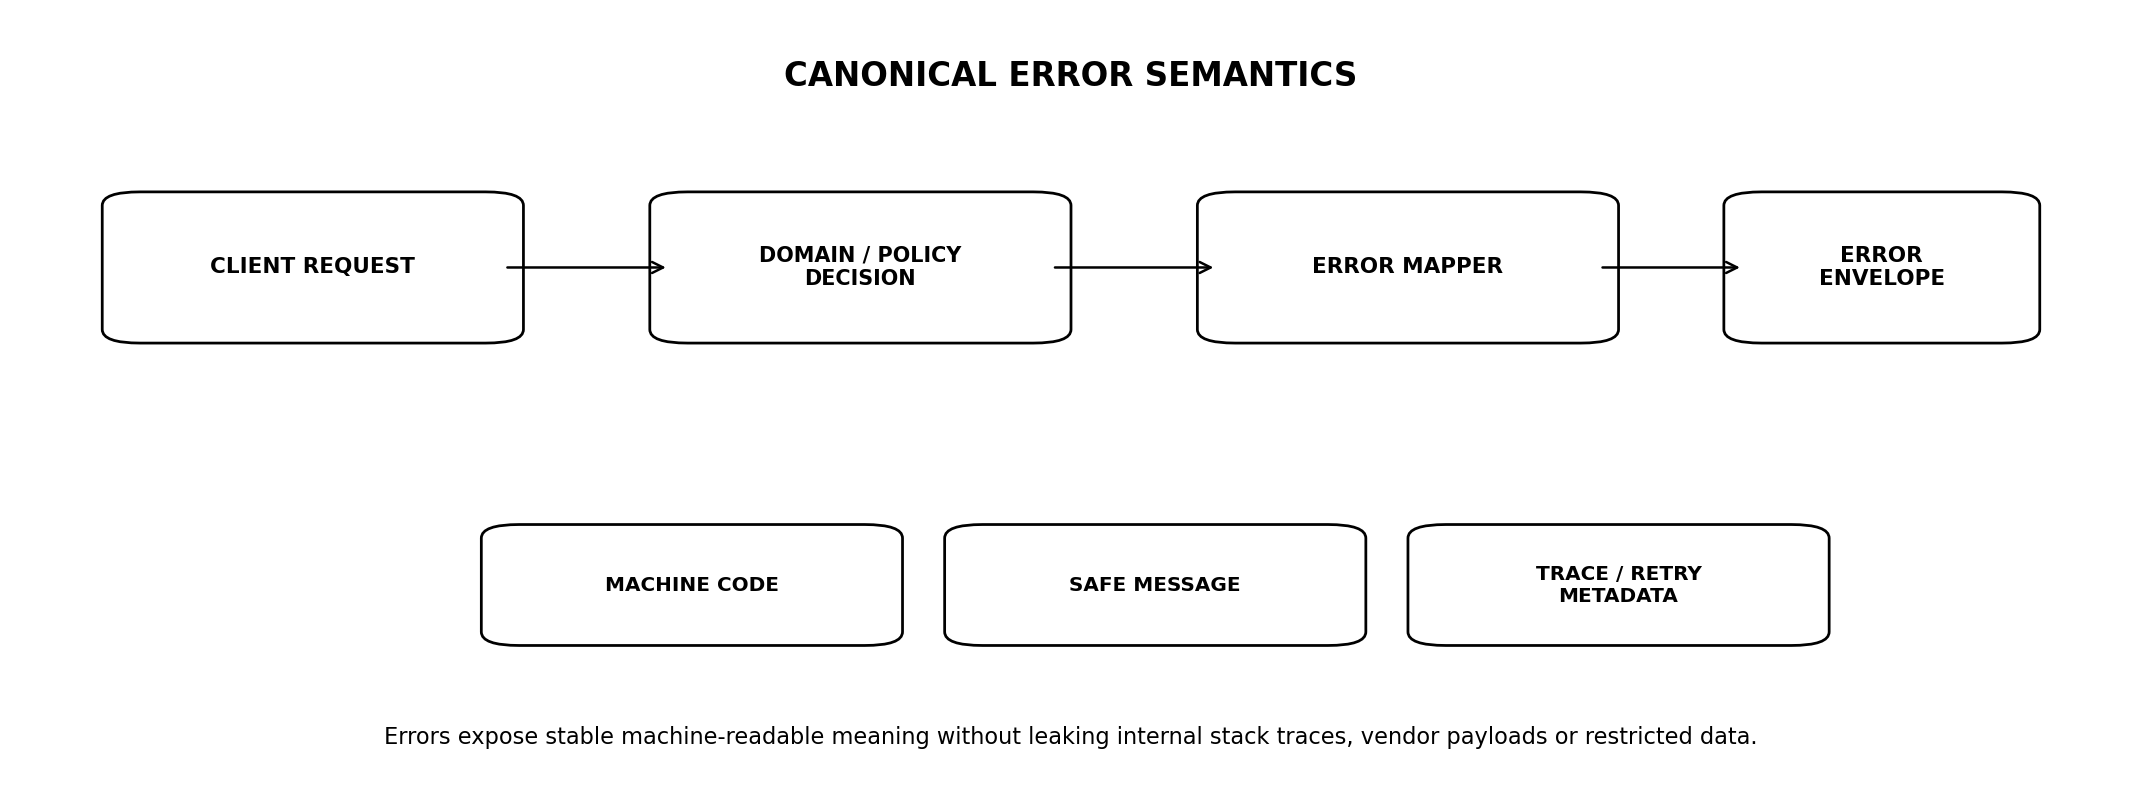 CANONICAL ERROR SEMANTICS
CLIENT REQUEST
DOMAIN / POLICY
DECISION
ERROR MAPPER
ERROR
ENVELOPE
MACHINE CODE
SAFE MESSAGE
TRACE / RETRY
METADATA
Errors expose stable machine-readable meaning without leaking internal stack traces, vendor payloads or restricted data.